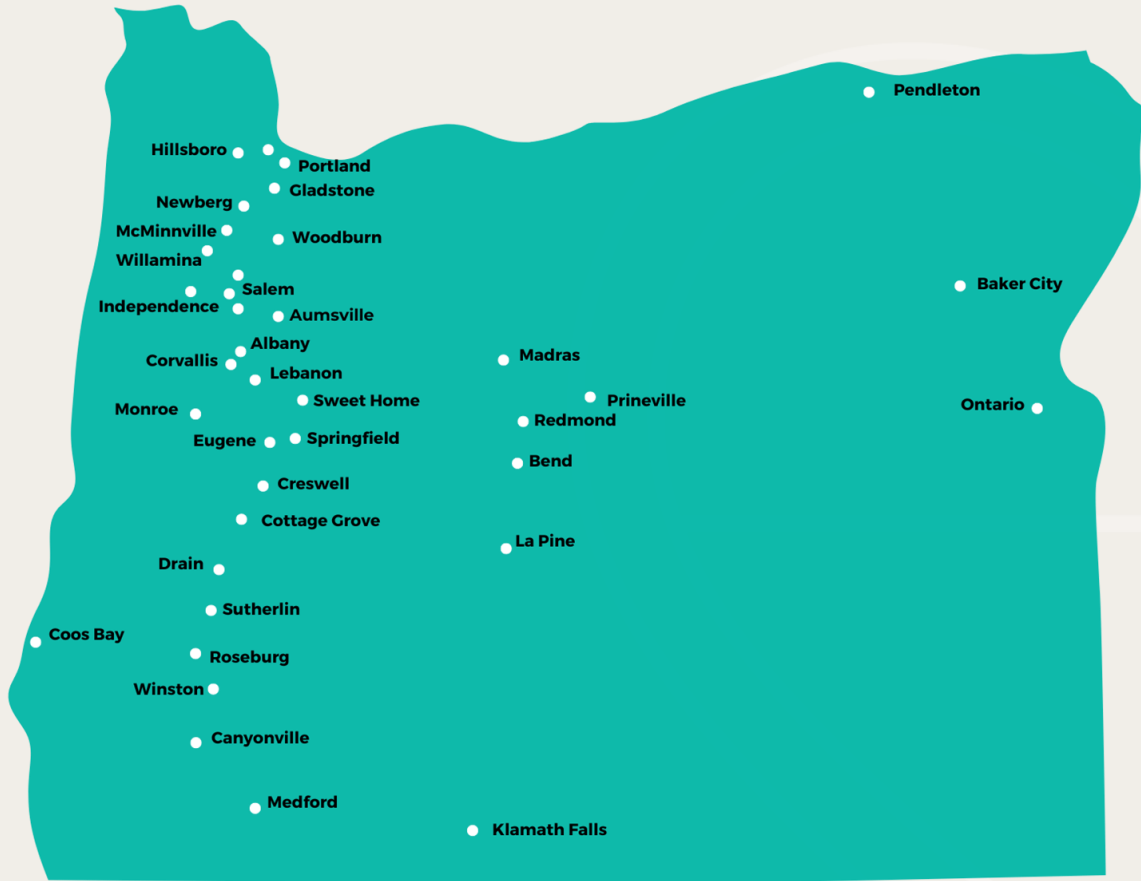 Pendleton
Hillsboro
Portland
Gladstone
Newberg
McMinnville
Woodburn
Willamina
Baker City
Salem
Independence
Aumsville
Albany
Madras
Corvallis
Lebanon
Sweet Home
Prineville
Ontario
Monroe
Redmond
Eugene
Springfield
Bend
Creswell
Cottage Grove
La Pine
Drain
Sutherlin
Coos Bay
Roseburg
Winston
Canyonville
Medford
Klamath Falls